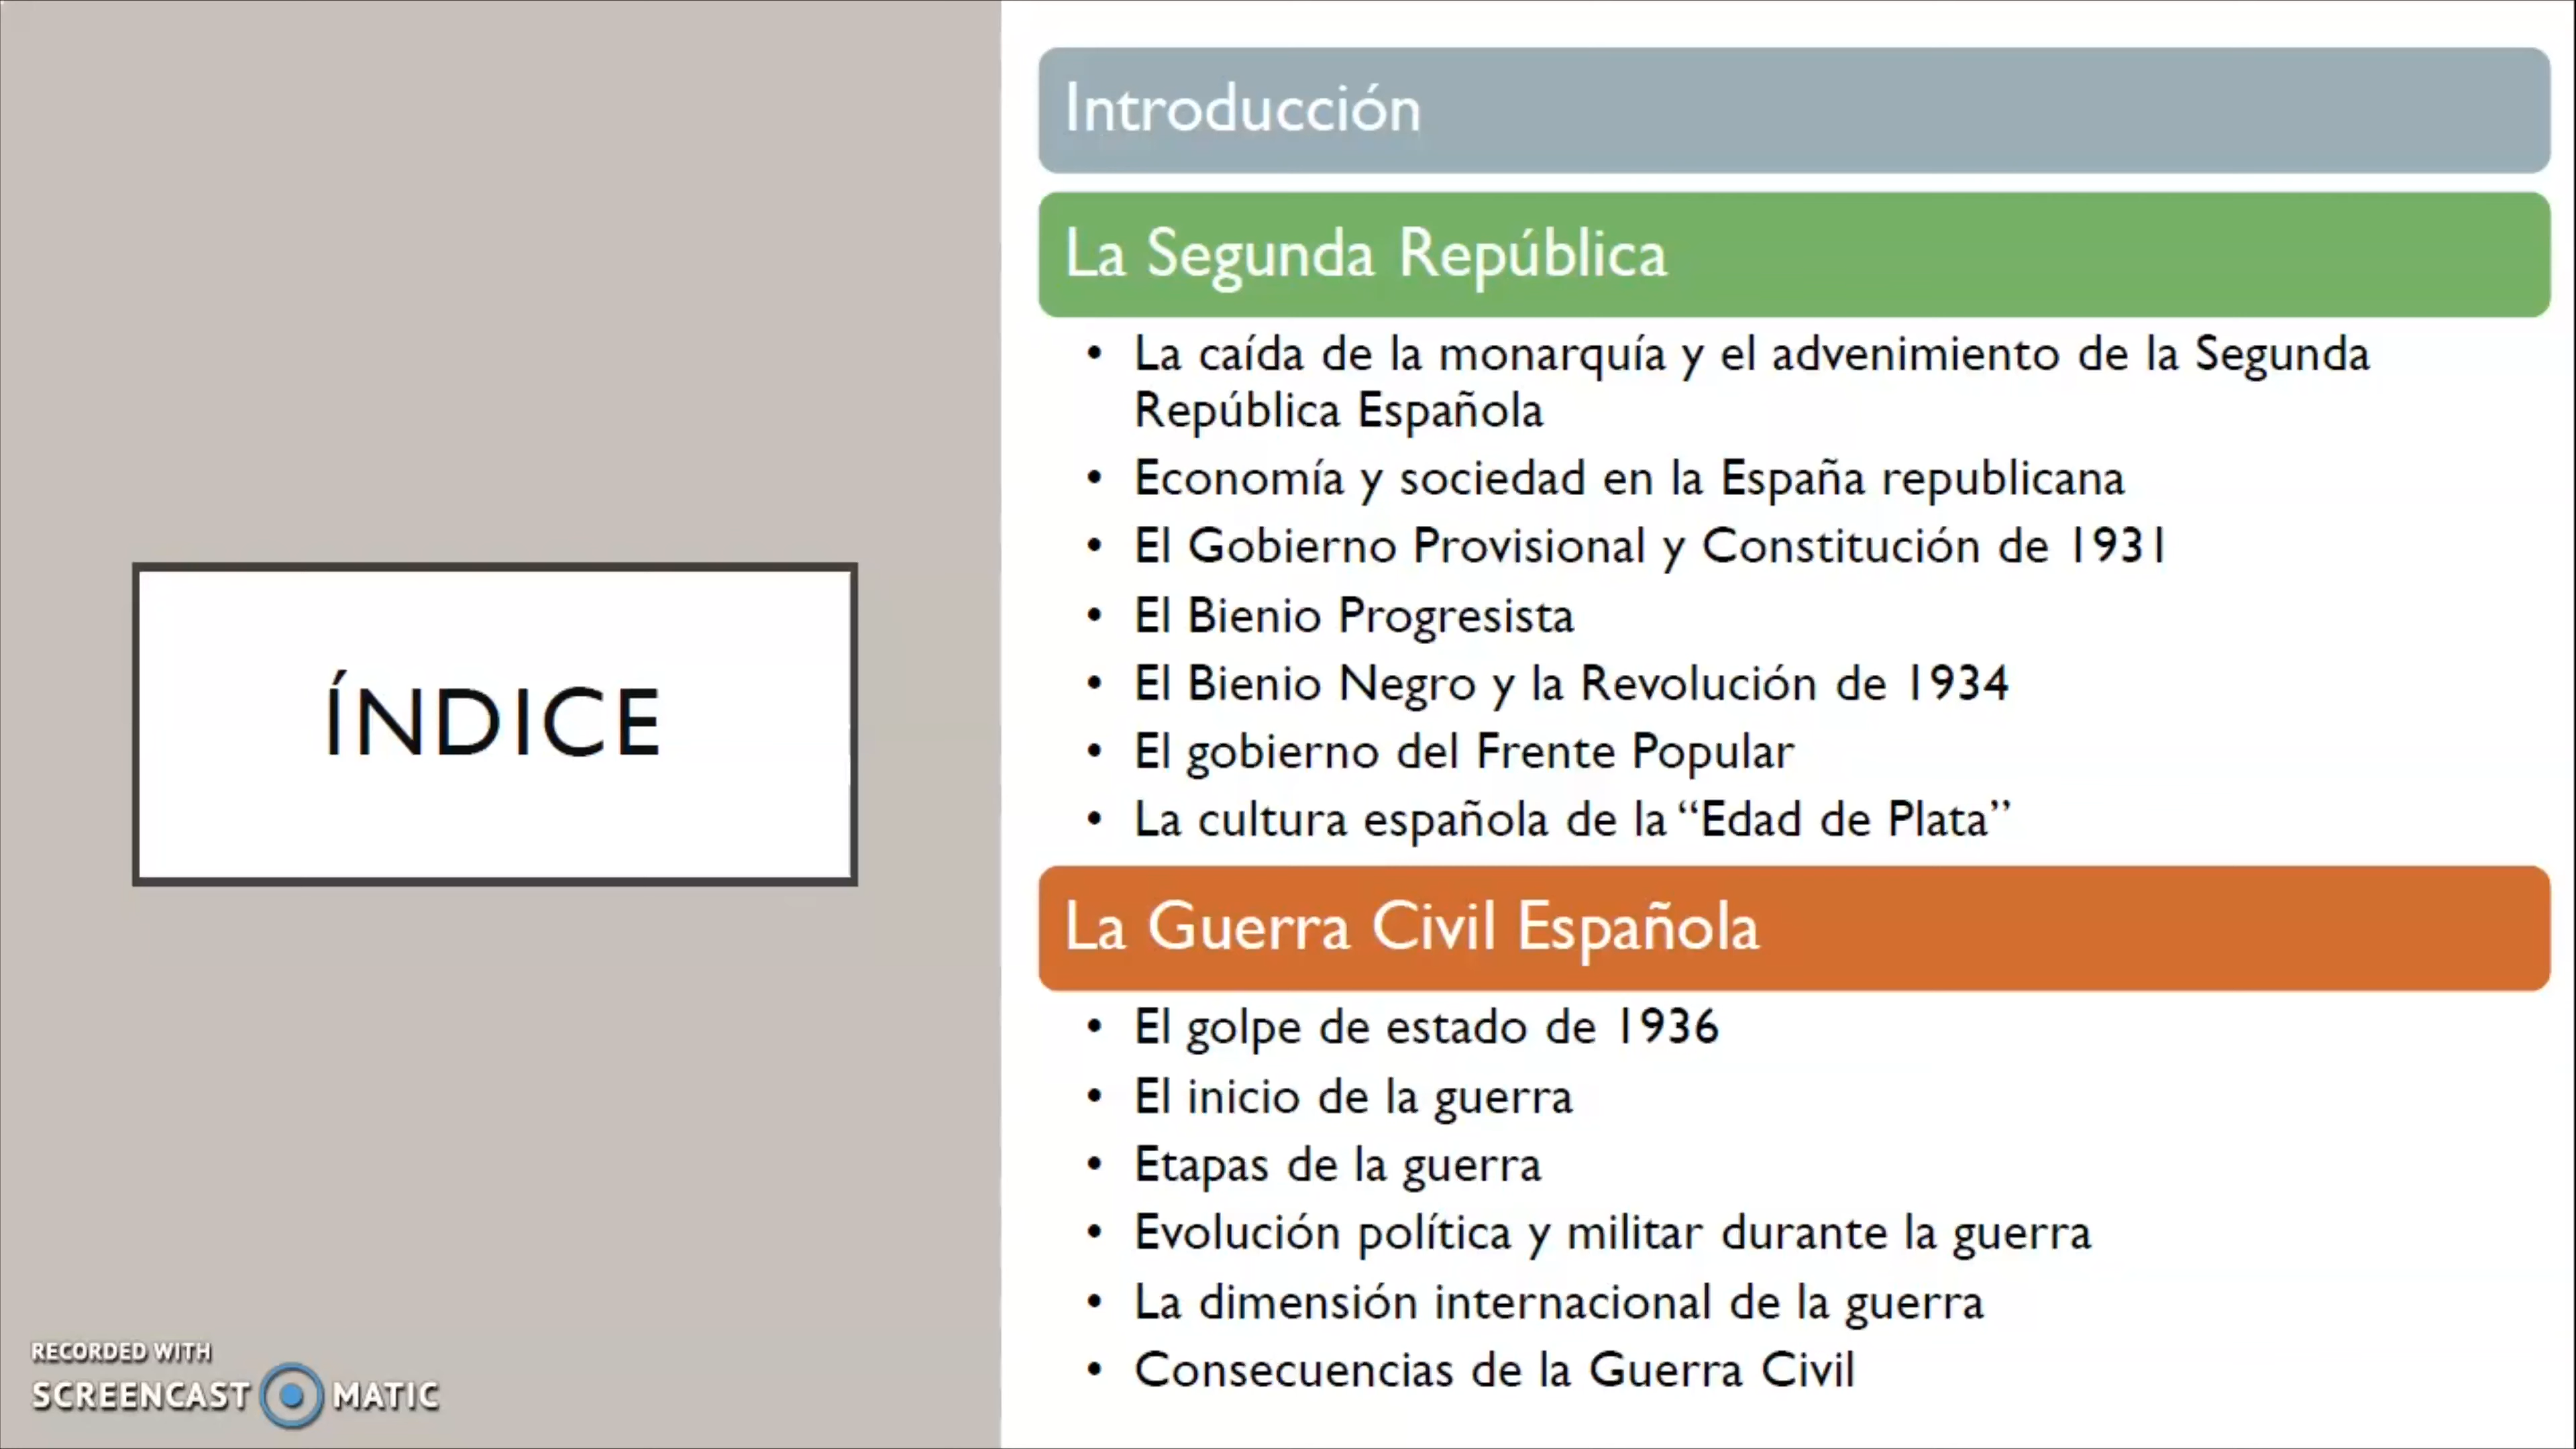 ÍNDICE
Introducción
La Segunda República
• La caída de la monarquía y el advenimiento de la Segunda
República Española
• Economía y sociedad en la España republicana
• El Gobierno Provisional y Constitución de 1931
• El Bienio Progresista
• El Bienio Negro y la Revolución de 1934
• El gobierno del Frente Popular
• La cultura española de la “Edad de Plata”
La Guerra Civil Española
• El golpe de estado de 1936
• El inicio de la guerra
• Etapas de la guerra
• Evolución política y militar durante la guerra
• La dimensión internacional de la guerra
• Consecuencias de la Guerra Civil
RECORDED WITH
SCREENCAST MATIC